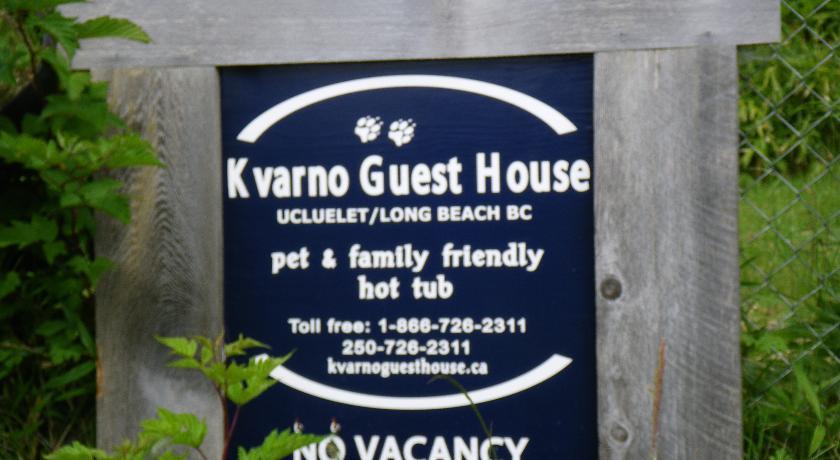 Kvarno Guest House
UCLUELET/LONG BEACH BC
pet & family friendly
hot tub
Toll free: 1-866-726-2311
250-726-2311
kvarnoguesthouse.ca
NO VACANCY